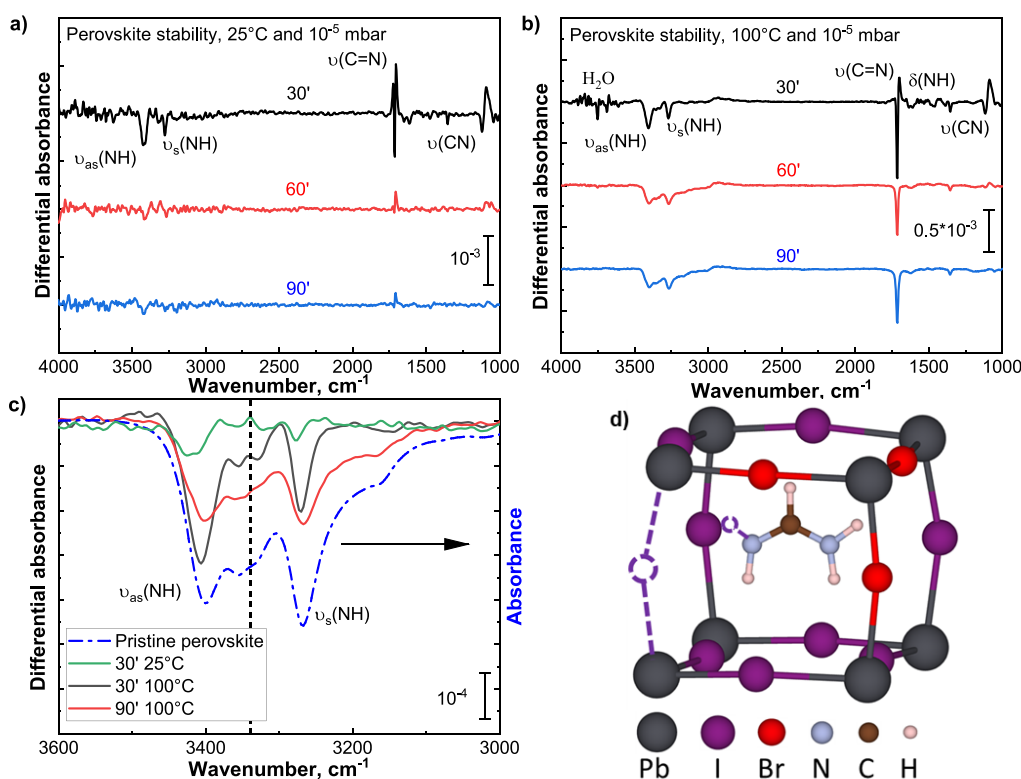 a)
Perovskite stability, 25°C and 10⁻⁵ mbar
υ(C=N)
30'
υₐₛ(NH)
υₛ(NH)
υ(CN)
60'
10⁻³
90'
Differential absorbance
4000 3500 3000 2500 2000 1500 1000
Wavenumber, cm⁻¹
b)
Perovskite stability, 100°C and 10⁻⁵ mbar
υ(C=N)
H₂O
30'
δ(NH)
υₐₛ(NH)
υₛ(NH)
υ(CN)
60'
0.5*10⁻³
90'
Differential absorbance
4000 3500 3000 2500 2000 1500 1000
Wavenumber, cm⁻¹
c)
υₐₛ(NH)
υₛ(NH)
Pristine perovskite
30' 25°C
30' 100°C
90' 100°C
10⁻⁴
Differential absorbance
Absorbance
3600 3400 3200 3000
Wavenumber, cm⁻¹
d)
Pb I Br N C H